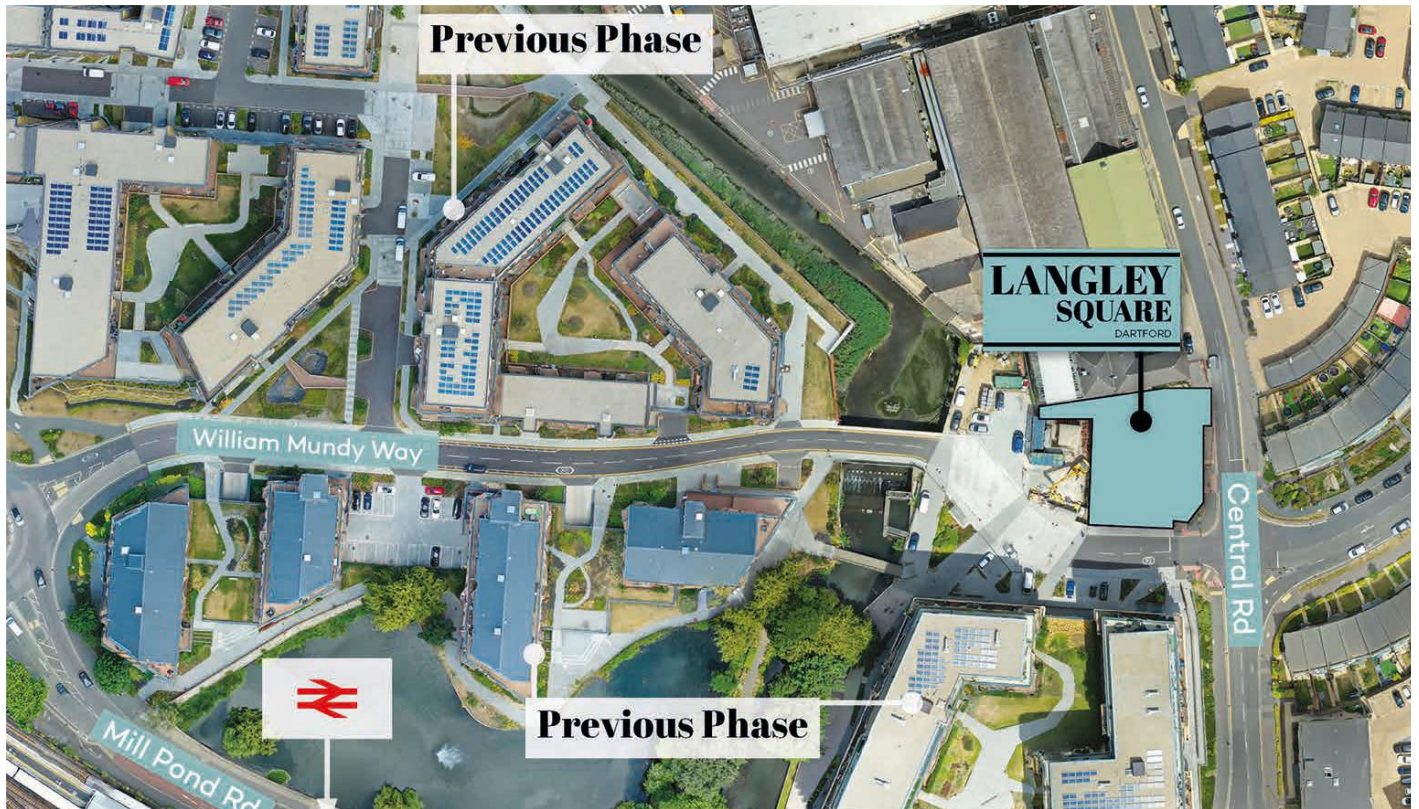 Previous Phase
LANGLEY
SQUARE
DARTFORD
William Mundy Way
Central Rd
Previous Phase
Mill Pond Rd